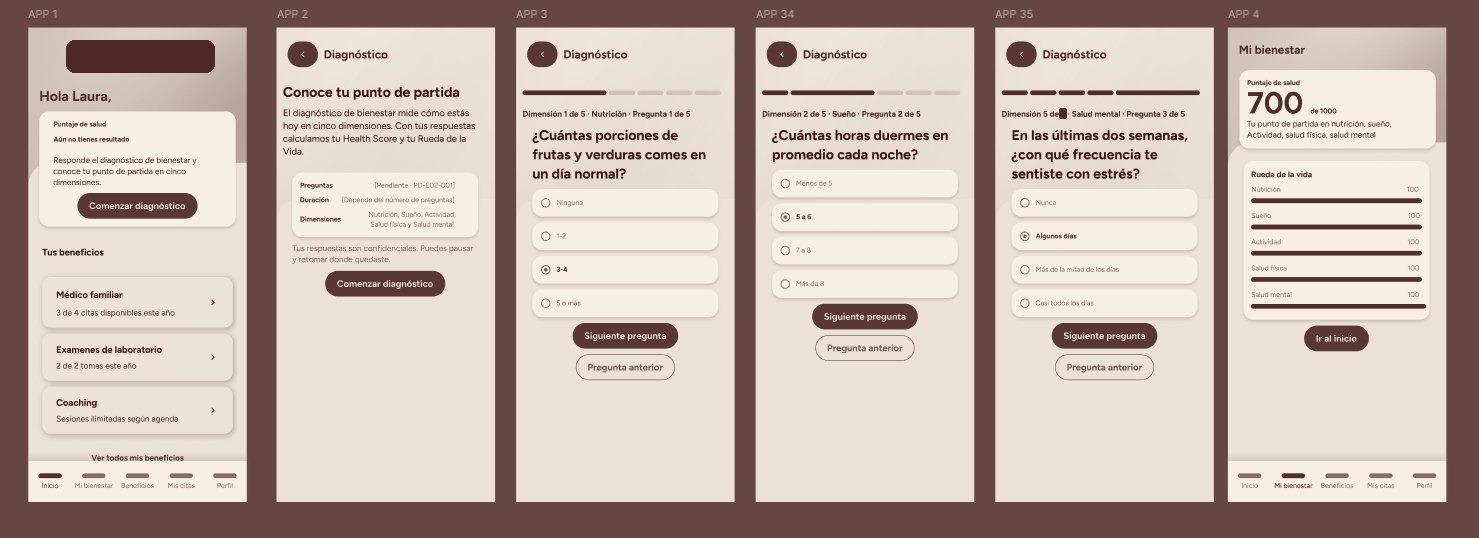 APP 1
Hola Laura,
Puntaje de salud
Aún no tienes resultado
Responde el diagnóstico de bienestar y
conoce tu punto de partida en cinco
dimensiones.
Comenzar diagnóstico
Tus beneficios
Médico familiar
3 de 4 citas disponibles este año
Examenes de laboratorio
2 de 2 tomas este año
Coaching
Sesiones ilimitadas según agenda
Ver todos mis beneficios
Inicio Mi bienestar Beneficios Mis citas Perfil
APP 2
Diagnóstico
Conoce tu punto de partida
El diagnóstico de bienestar mide cómo estás
hoy en cinco dimensiones. Con tus respuestas
calculamos tu Health Score y tu Rueda de la
Vida.
Preguntas [Pendiente · PD-E02-001]
Duración [Depende del número de preguntas]
Dimensiones Nutrición, Sueño, Actividad,
Salud física y Salud mental
Tus respuestas son confidenciales. Puedes pausar
y retomar donde quedaste.
Comenzar diagnóstico
APP 3
Diagnóstico
Dimensión 1 de 5 · Nutrición · Pregunta 1 de 5
¿Cuántas porciones de
frutas y verduras comes en
un día normal?
Ninguna
1-2
3-4
5 o más
Siguiente pregunta
Pregunta anterior
APP 34
Diagnóstico
Dimensión 2 de 5 · Sueño · Pregunta 2 de 5
¿Cuántas horas duermes en
promedio cada noche?
Menos de 5
5 a 6
7 a 8
Más de 8
Siguiente pregunta
Pregunta anterior
APP 35
Diagnóstico
Dimensión 5 de · Salud mental · Pregunta 3 de 5
En las últimas dos semanas,
¿con qué frecuencia te
sentiste con estrés?
Nunca
Algunos días
Más de la mitad de los días
Casi todos los días
Siguiente pregunta
Pregunta anterior
APP 4
Mi bienestar
Puntaje de salud
700 de 1000
Tu punto de partida en nutrición, sueño,
Actividad, salud física, salud mental
Rueda de la vida
Nutrición 100
Sueño 100
Actividad 100
Salud física 100
Salud mental 100
Ir al inicio
Inicio Mi bienestar Beneficios Mis citas Perfil